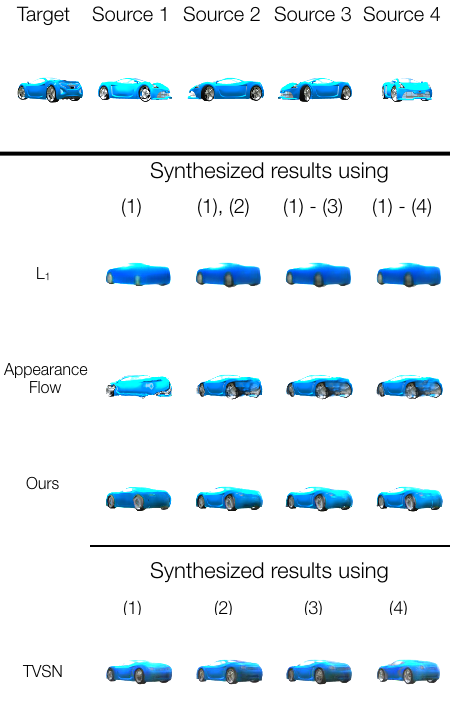 Target Source 1 Source 2 Source 3 Source 4
Synthesized results using
(1) (1), (2) (1) - (3) (1) - (4)
L₁
Appearance
Flow
Ours
Synthesized results using
(1) (2) (3) (4)
TVSN